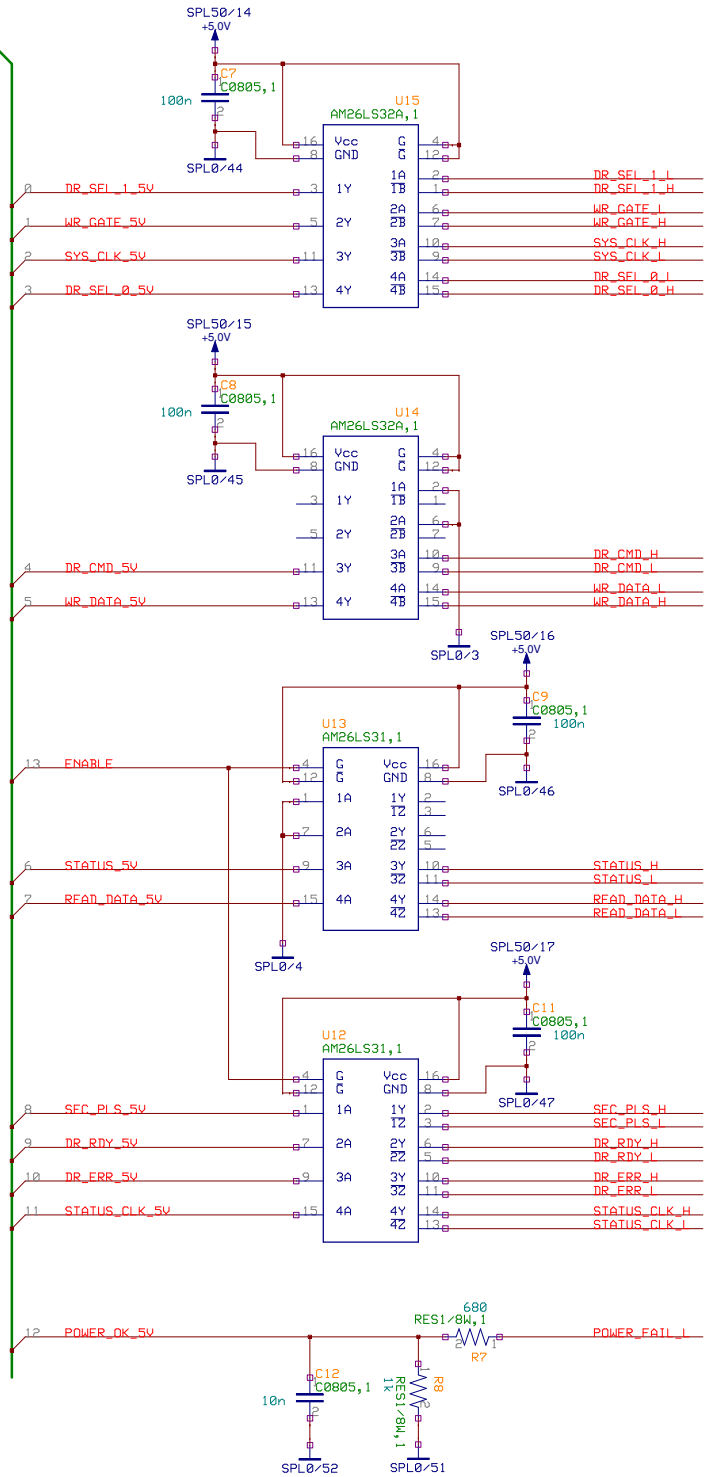 SPL50/14
+5.0V
1 C7
C0805,1
100n
2
SPL0/44
U15
AM26LS32A,1
16 Vcc G 4
8 GND G 12
1A 2 DR_SEL_1_L
0 DR_SEL_1_5V 3 1Y 1B 1 DR_SEL_1_H
2A 6 WR_GATE_L
1 WR_GATE_5V 5 2Y 2B 7 WR_GATE_H
3A 10 SYS_CLK_H
2 SYS_CLK_5V 11 3Y 3B 9 SYS_CLK_L
4A 14 DR_SEL_0_L
3 DR_SEL_0_5V 13 4Y 4B 15 DR_SEL_0_H
SPL50/15
+5.0V
1 C8
C0805,1
100n
2
SPL0/45
U14
AM26LS32A,1
16 Vcc G 4
8 GND G 12
1A 2
3 1Y 1B 1
2A 6
5 2Y 2B 7
3A 10 DR_CMD_H
4 DR_CMD_5V 11 3Y 3B 9 DR_CMD_L
4A 14 WR_DATA_L
5 WR_DATA_5V 13 4Y 4B 15 WR_DATA_H
SPL0/3
SPL50/16
+5.0V
1 C9
C0805,1
100n
2
SPL0/46
U13
AM26LS31,1
13 ENABLE 4 G Vcc 16
12 G GND 8
1 1A 1Y 2
1Z 3
7 2A 2Y 6
2Z 5
6 STATUS_5V 9 3A 3Y 10 STATUS_H
3Z 11 STATUS_L
7 READ_DATA_5V 15 4A 4Y 14 READ_DATA_H
4Z 13 READ_DATA_L
SPL0/4
SPL50/17
+5.0V
1 C11
C0805,1
100n
2
SPL0/47
U12
AM26LS31,1
4 G Vcc 16
12 G GND 8
8 SEC_PLS_5V 1 1A 1Y 2 SEC_PLS_H
1Z 3 SEC_PLS_L
9 DR_RDY_5V 7 2A 2Y 6 DR_RDY_H
2Z 5 DR_RDY_L
10 DR_ERR_5V 9 3A 3Y 10 DR_ERR_H
3Z 11 DR_ERR_L
11 STATUS_CLK_5V 15 4A 4Y 14 STATUS_CLK_H
4Z 13 STATUS_CLK_L
680
RES1/8W,1
12 POWER_OK_5V 2 1 POWER_FAIL_L
R7
1 C12
C0805,1
10n
2
SPL0/52
1 R8
RES1/8W,1
1k
2
SPL0/51